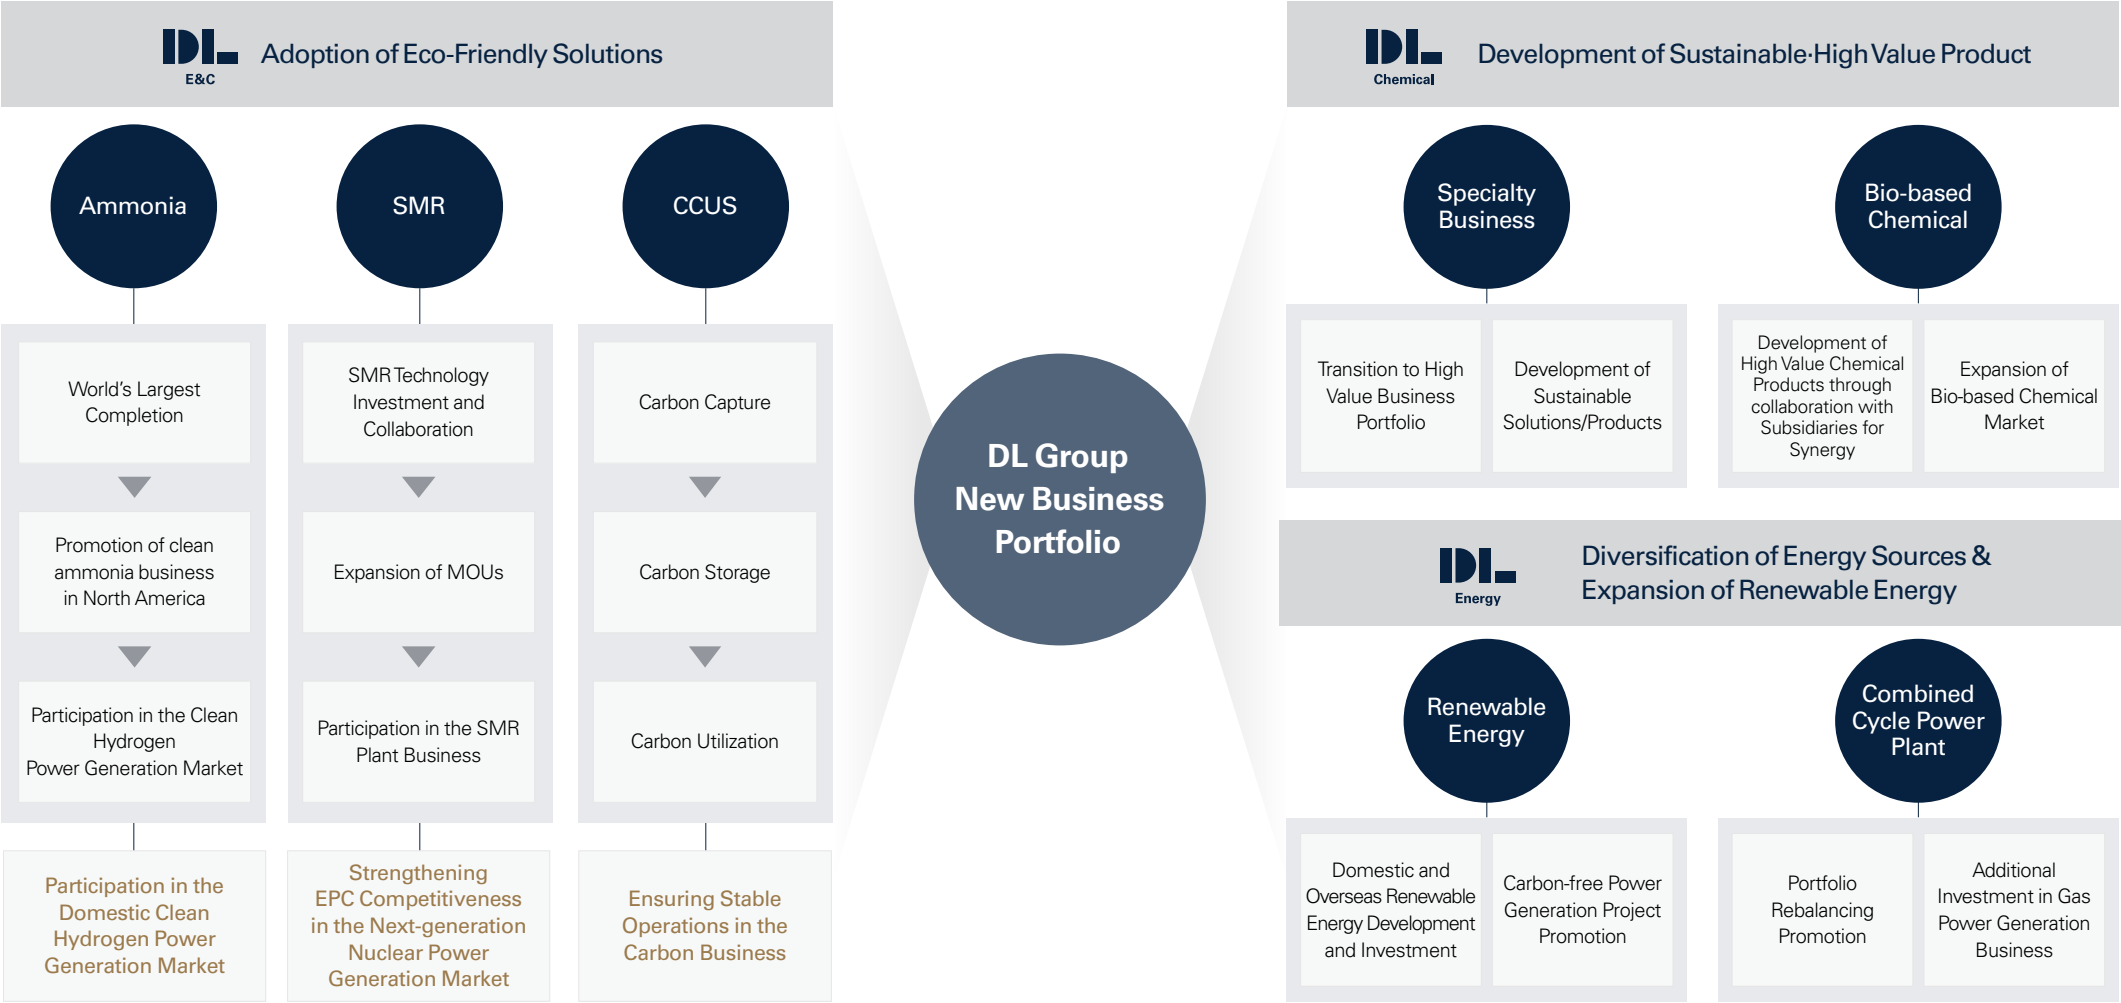 DL
E&C
Adoption of Eco-Friendly Solutions
Ammonia
World's Largest
Completion
Promotion of clean
ammonia business
in North America
Participation in the Clean
Hydrogen
Power Generation Market
Participation in the
Domestic Clean
Hydrogen Power
Generation Market
SMR
SMR Technology
Investment and
Collaboration
Expansion of MOUs
Participation in the SMR
Plant Business
Strengthening
EPC Competitiveness
in the Next-generation
Nuclear Power
Generation Market
CCUS
Carbon Capture
Carbon Storage
Carbon Utilization
Ensuring Stable
Operations in the
Carbon Business
DL Group
New Business
Portfolio
DL
Chemical
Development of Sustainable·High Value Product
Specialty
Business
Transition to High
Value Business
Portfolio
Development of
Sustainable
Solutions/Products
Bio-based
Chemical
Development of
High Value Chemical
Products through
collaboration with
Subsidiaries for
Synergy
Expansion of
Bio-based Chemical
Market
DL
Energy
Diversification of Energy Sources &
Expansion of Renewable Energy
Renewable
Energy
Domestic and
Overseas Renewable
Energy Development
and Investment
Carbon-free Power
Generation Project
Promotion
Combined
Cycle Power
Plant
Portfolio
Rebalancing
Promotion
Additional
Investment in Gas
Power Generation
Business